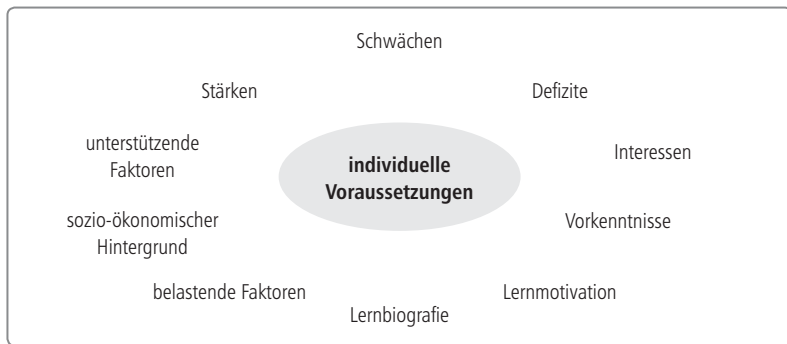 Schwächen
Stärken
Defizite
unterstützende
Faktoren
individuelle
Voraussetzungen
Interessen
sozio-ökonomischer
Hintergrund
Vorkenntnisse
belastende Faktoren
Lernmotivation
Lernbiografie